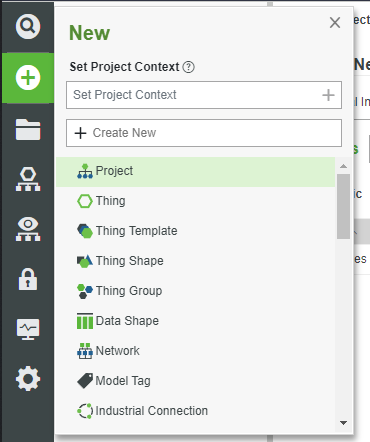 New
Set Project Context
Set Project Context
Create New
Project
Thing
Thing Template
Thing Shape
Thing Group
Data Shape
Network
Model Tag
Industrial Connection
ect
Ne
l In
s
ic
es